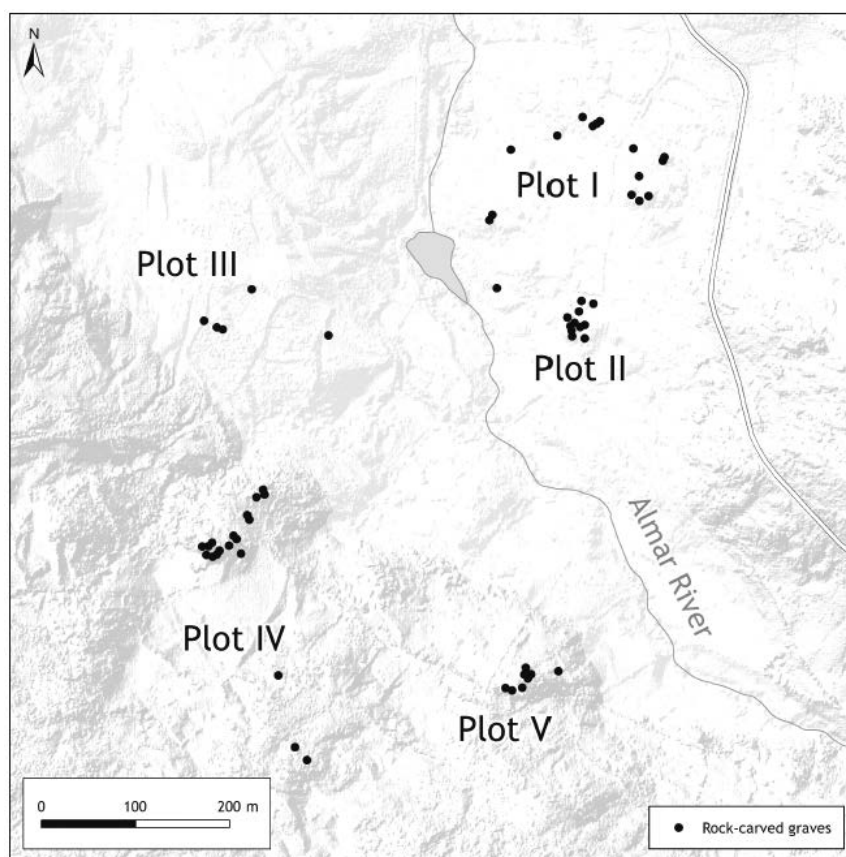 N
Plot I
Plot III
Plot II
Almar River
Plot IV
Plot V
0 100 200 m
Rock-carved graves